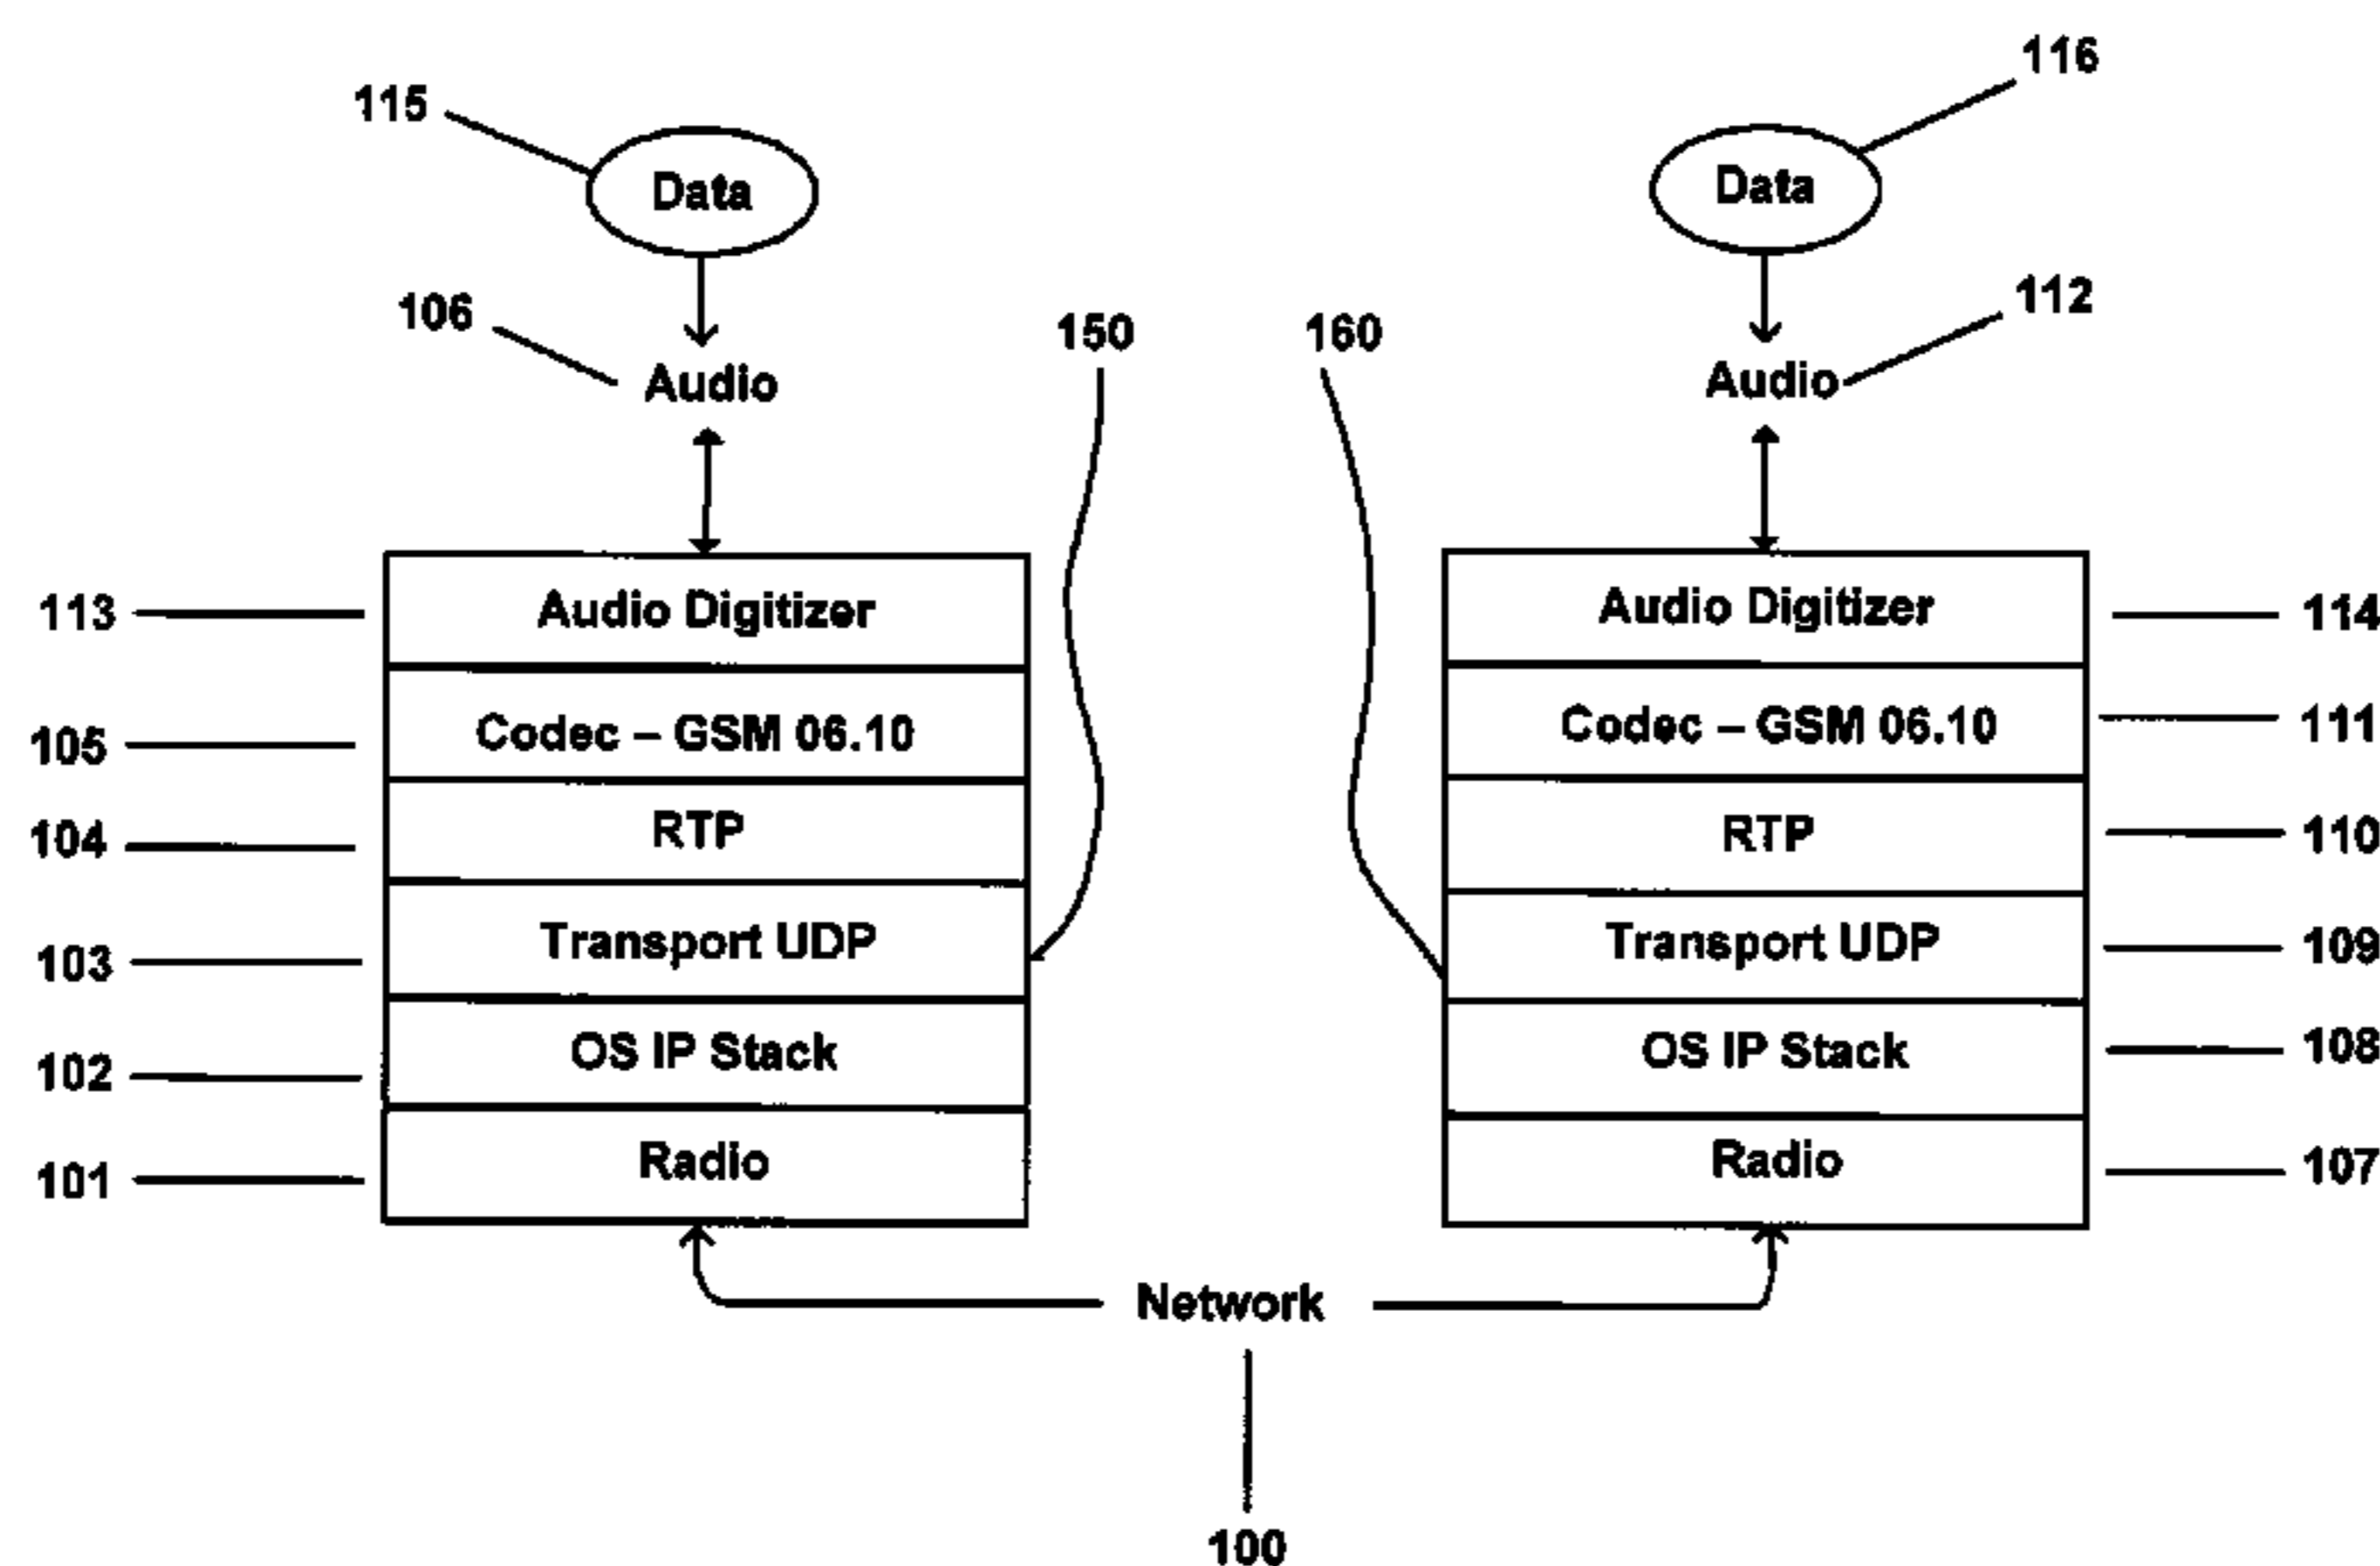 116
115
Data
Data
106
150
160
112
Audio
Audio
113
Audio Digitizer
Audio Digitizer
114
105
Codec – GSM 06.10
Codec – GSM 06.10
111
104
RTP
RTP
110
103
Transport UDP
Transport UDP
109
102
OS IP Stack
OS IP Stack
108
101
Radio
Radio
107
Network
100